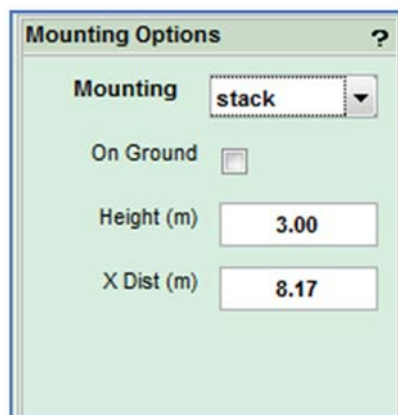 Mounting Options ?
Mounting stack
On Ground
Height (m) 3.00
X Dist (m) 8.17